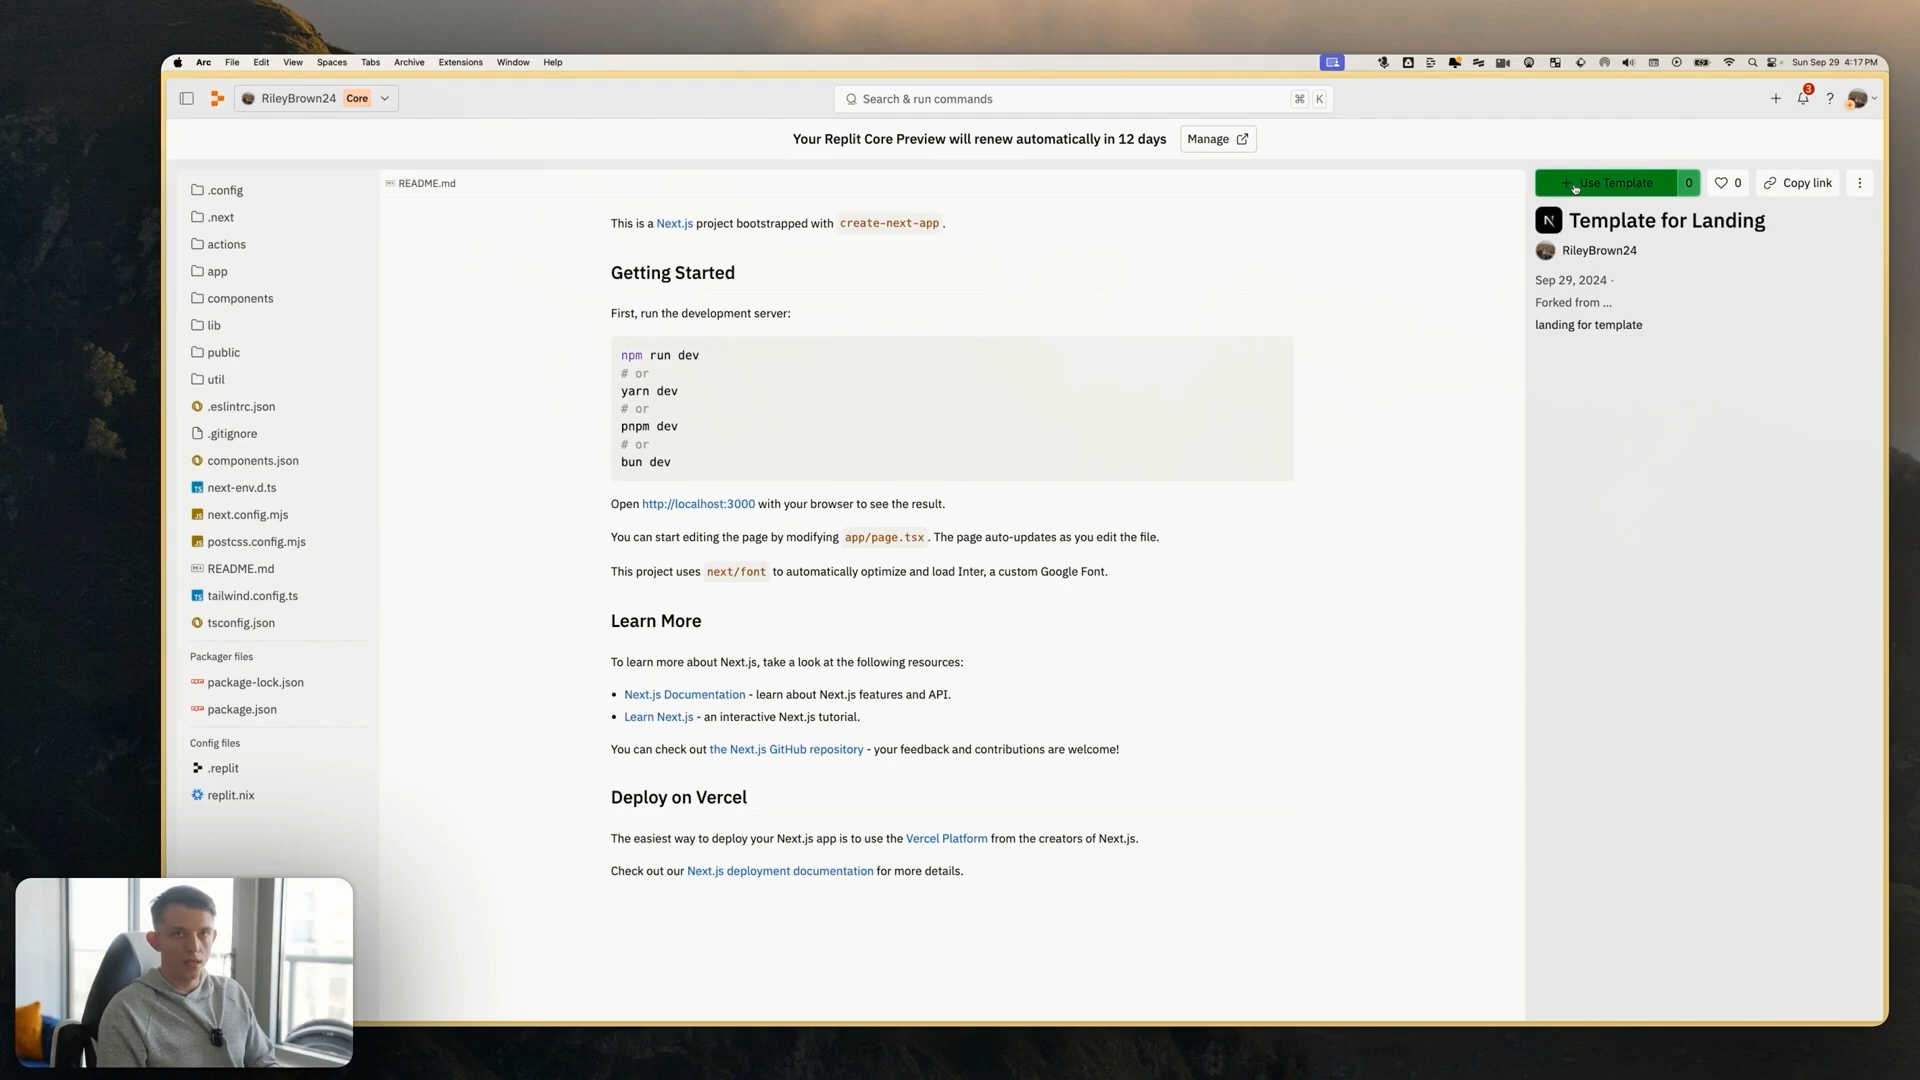 Arc File Edit View Spaces Tabs Archive Extensions Window Help
Sun Sep 29 4:17 PM
RileyBrown24 Core
Search & run commands
⌘ K
3
Your Replit Core Preview will renew automatically in 12 days
Manage
.config
.next
actions
app
components
lib
public
util
.eslintrc.json
.gitignore
components.json
next-env.d.ts
next.config.mjs
postcss.config.mjs
README.md
tailwind.config.ts
tsconfig.json
Packager files
package-lock.json
package.json
Config files
.replit
replit.nix
README.md
This is a Next.js project bootstrapped with create-next-app .
Getting Started
First, run the development server:
npm run dev
# or
yarn dev
# or
pnpm dev
# or
bun dev
Open http://localhost:3000 with your browser to see the result.
You can start editing the page by modifying app/page.tsx . The page auto-updates as you edit the file.
This project uses next/font to automatically optimize and load Inter, a custom Google Font.
Learn More
To learn more about Next.js, take a look at the following resources:
• Next.js Documentation - learn about Next.js features and API.
• Learn Next.js - an interactive Next.js tutorial.
You can check out the Next.js GitHub repository - your feedback and contributions are welcome!
Deploy on Vercel
The easiest way to deploy your Next.js app is to use the Vercel Platform from the creators of Next.js.
Check out our Next.js deployment documentation for more details.
+ Use Template 0
0
Copy link
N Template for Landing
RileyBrown24
Sep 29, 2024 ·
Forked from ...
landing for template